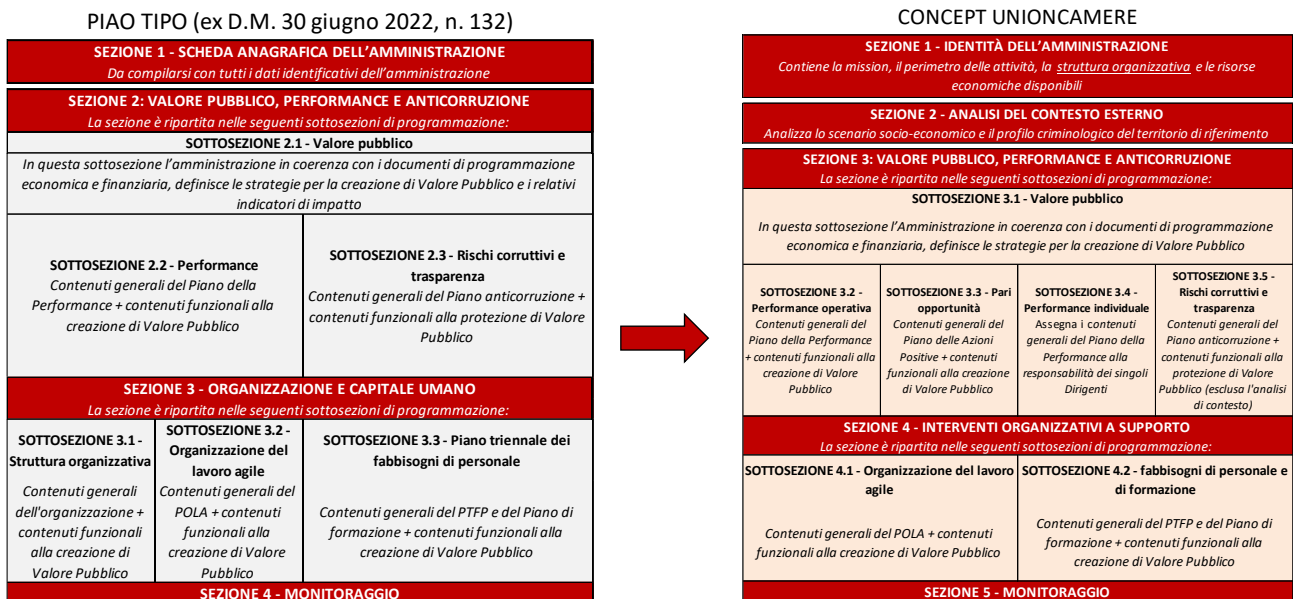 PIAO TIPO (ex D.M. 30 giugno 2022, n. 132)
SEZIONE 1 - SCHEDA ANAGRAFICA DELL'AMMINISTRAZIONE
Da compilarsi con tutti i dati identificativi dell'amministrazione
SEZIONE 2: VALORE PUBBLICO, PERFORMANCE E ANTICORRUZIONE
La sezione è ripartita nelle seguenti sottosezioni di programmazione:
SOTTOSEZIONE 2.1 - Valore pubblico
In questa sottosezione l'amministrazione in coerenza con i documenti di programmazione
economica e finanziaria, definisce le strategie per la creazione di Valore Pubblico e i relativi
indicatori di impatto
SOTTOSEZIONE 2.2 - Performance
Contenuti generali del Piano della
Performance + contenuti funzionali alla
creazione di Valore Pubblico
SOTTOSEZIONE 2.3 - Rischi corruttivi e
trasparenza
Contenuti generali del Piano anticorruzione +
contenuti funzionali alla protezione di Valore
Pubblico
SEZIONE 3 - ORGANIZZAZIONE E CAPITALE UMANO
La sezione è ripartita nelle seguenti sottosezioni di programmazione:
SOTTOSEZIONE 3.1 -
Struttura organizzativa
Contenuti generali
dell'organizzazione +
contenuti funzionali
alla creazione di
Valore Pubblico
SOTTOSEZIONE 3.2 -
Organizzazione del
lavoro agile
Contenuti generali del
POLA + contenuti
funzionali alla
creazione di Valore
Pubblico
SOTTOSEZIONE 3.3 - Piano triennale dei
fabbisogni di personale
Contenuti generali del PTFP e del Piano di
formazione + contenuti funzionali alla
creazione di Valore Pubblico
SEZIONE 4 - MONITORAGGIO
CONCEPT UNIONCAMERE
SEZIONE 1 - IDENTITÀ DELL'AMMINISTRAZIONE
Contiene la mission, il perimetro delle attività, la struttura organizzativa e le risorse
economiche disponibili
SEZIONE 2 - ANALISI DEL CONTESTO ESTERNO
Analizza lo scenario socio-economico e il profilo criminologico del territorio di riferimento
SEZIONE 3: VALORE PUBBLICO, PERFORMANCE E ANTICORRUZIONE
La sezione è ripartita nelle seguenti sottosezioni di programmazione:
SOTTOSEZIONE 3.1 - Valore pubblico
In questa sottosezione l'Amministrazione in coerenza con i documenti di programmazione
economica e finanziaria, definisce le strategie per la creazione di Valore Pubblico
SOTTOSEZIONE 3.2 -
Performance operativa
Contenuti generali del
Piano della Performance
+ contenuti funzionali alla
creazione di Valore
Pubblico
SOTTOSEZIONE 3.3 - Pari
opportunità
Contenuti generali del
Piano delle Azioni
Positive + contenuti
funzionali alla creazione
di Valore Pubblico
SOTTOSEZIONE 3.4 -
Performance individuale
Assegna i contenuti
generali del Piano della
Performance alla
responsabilità dei singoli
Dirigenti
SOTTOSEZIONE 3.5 -
Rischi corruttivi e
trasparenza
Contenuti generali del
Piano anticorruzione +
contenuti funzionali alla
protezione di Valore
Pubblico (esclusa l'analisi
di contesto)
SEZIONE 4 - INTERVENTI ORGANIZZATIVI A SUPPORTO
La sezione è ripartita nelle seguenti sottosezioni di programmazione:
SOTTOSEZIONE 4.1 - Organizzazione del lavoro
agile
Contenuti generali del POLA + contenuti
funzionali alla creazione di Valore Pubblico
SOTTOSEZIONE 4.2 - fabbisogni di personale e
di formazione
Contenuti generali del PTFP e del Piano di
formazione + contenuti funzionali alla
creazione di Valore Pubblico
SEZIONE 5 - MONITORAGGIO